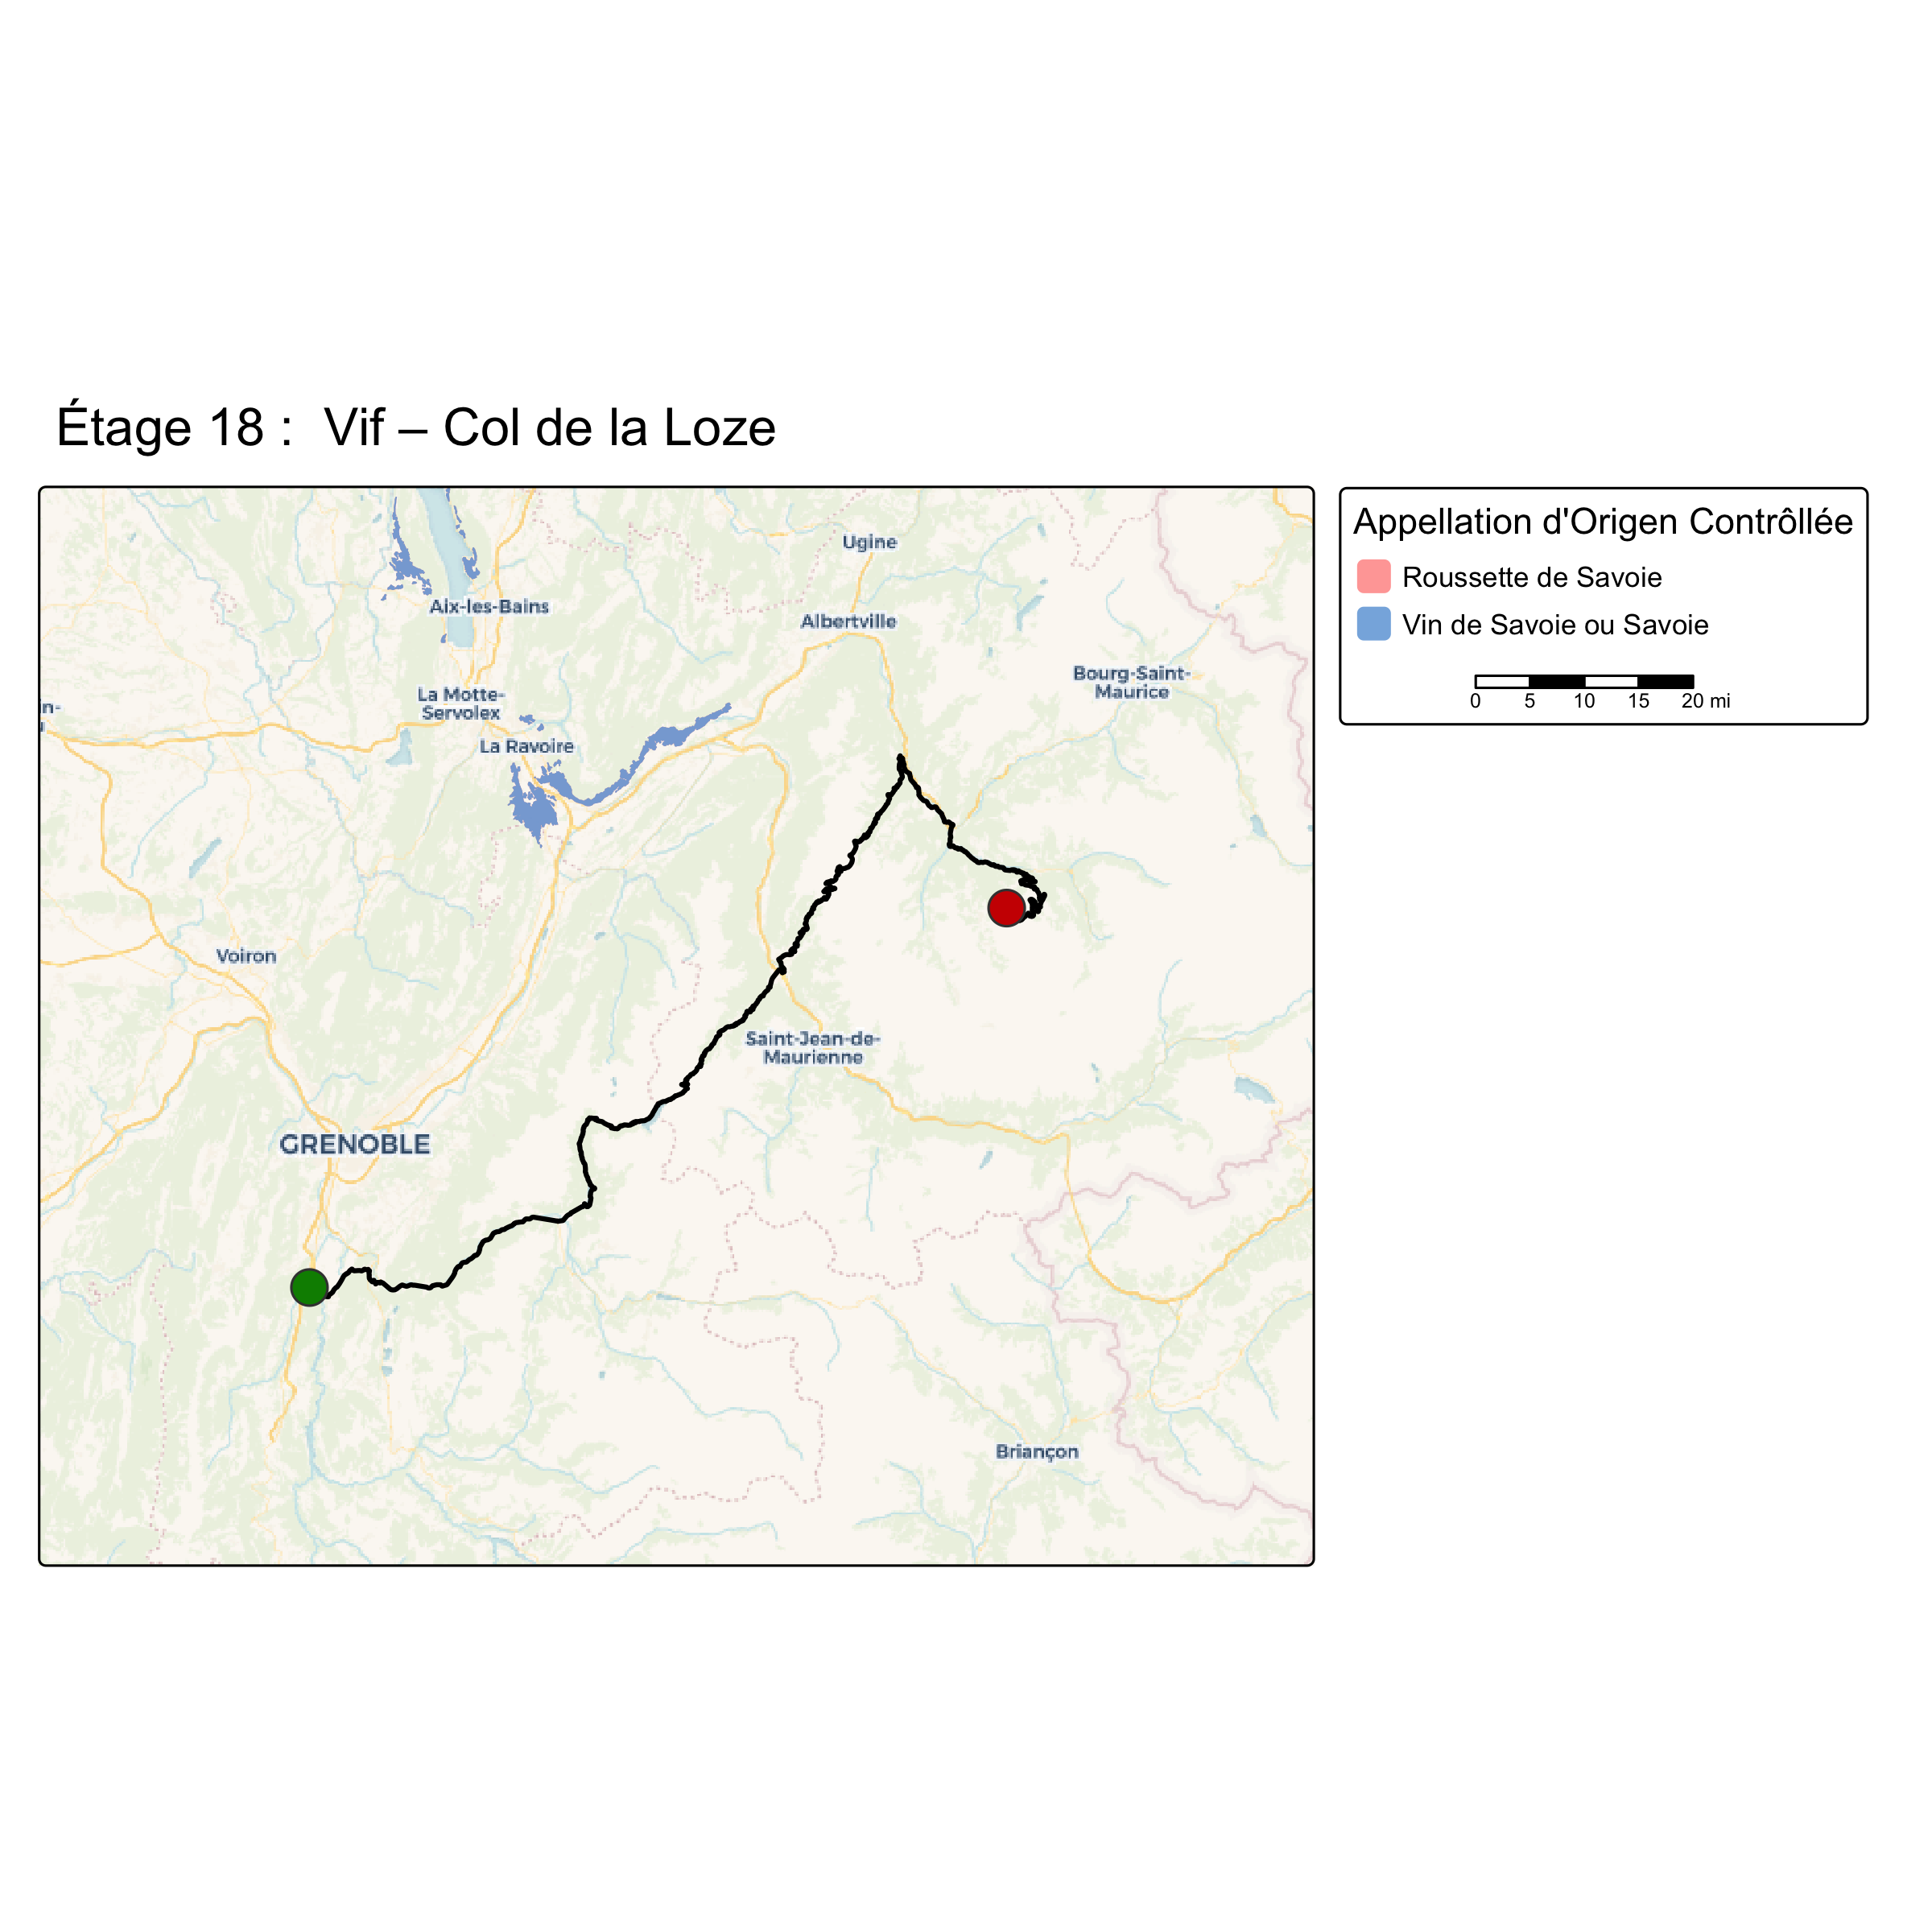 Étage 18 : Vif – Col de la Loze
Appellation d'Origen Contrôllée
Roussette de Savoie
Vin de Savoie ou Savoie
0 5 10 15 20 mi
Ugine
Aix-les-Bains
Albertville
Bourg-Saint-
Maurice
La Motte-
Servolex
in-
La Ravoire
Voiron
Saint-Jean-de-
Maurienne
GRENOBLE
Briançon